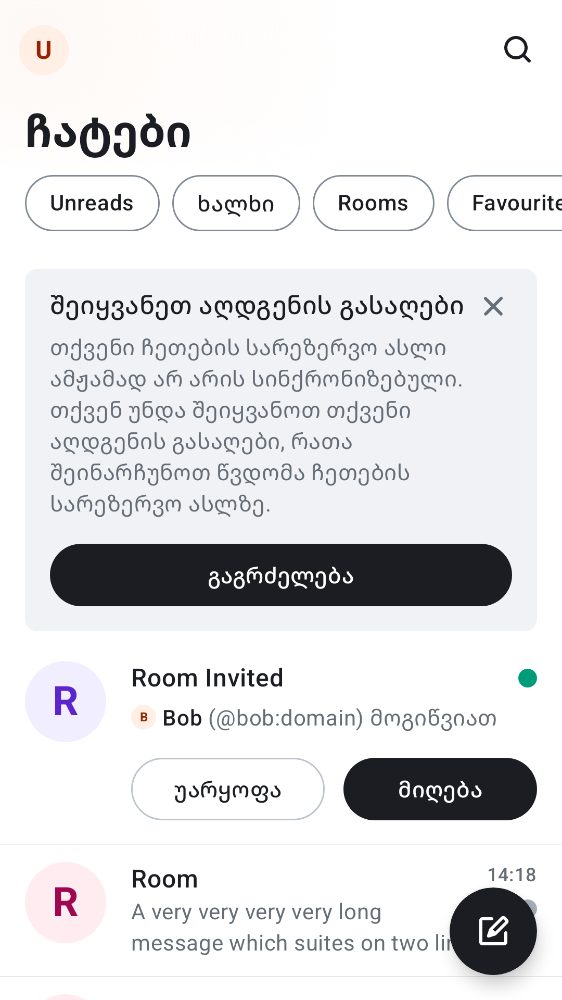 U
ჩატები
Unreads
ხალხი
Rooms
Favourite
შეიყვანეთ აღდგენის გასაღები
თქვენი ჩეთების სარეზერვო ასლი
ამჟამად არ არის სინქრონიზებული.
თქვენ უნდა შეიყვანოთ თქვენი
აღდგენის გასაღები, რათა
შეინარჩუნოთ წვდომა ჩეთების
სარეზერვო ასლზე.
გაგრძელება
R
Room Invited
B Bob (@bob:domain) მოგიწვიათ
უარყოფა
მიღება
R
Room
14:18
A very very very very long
message which suites on two